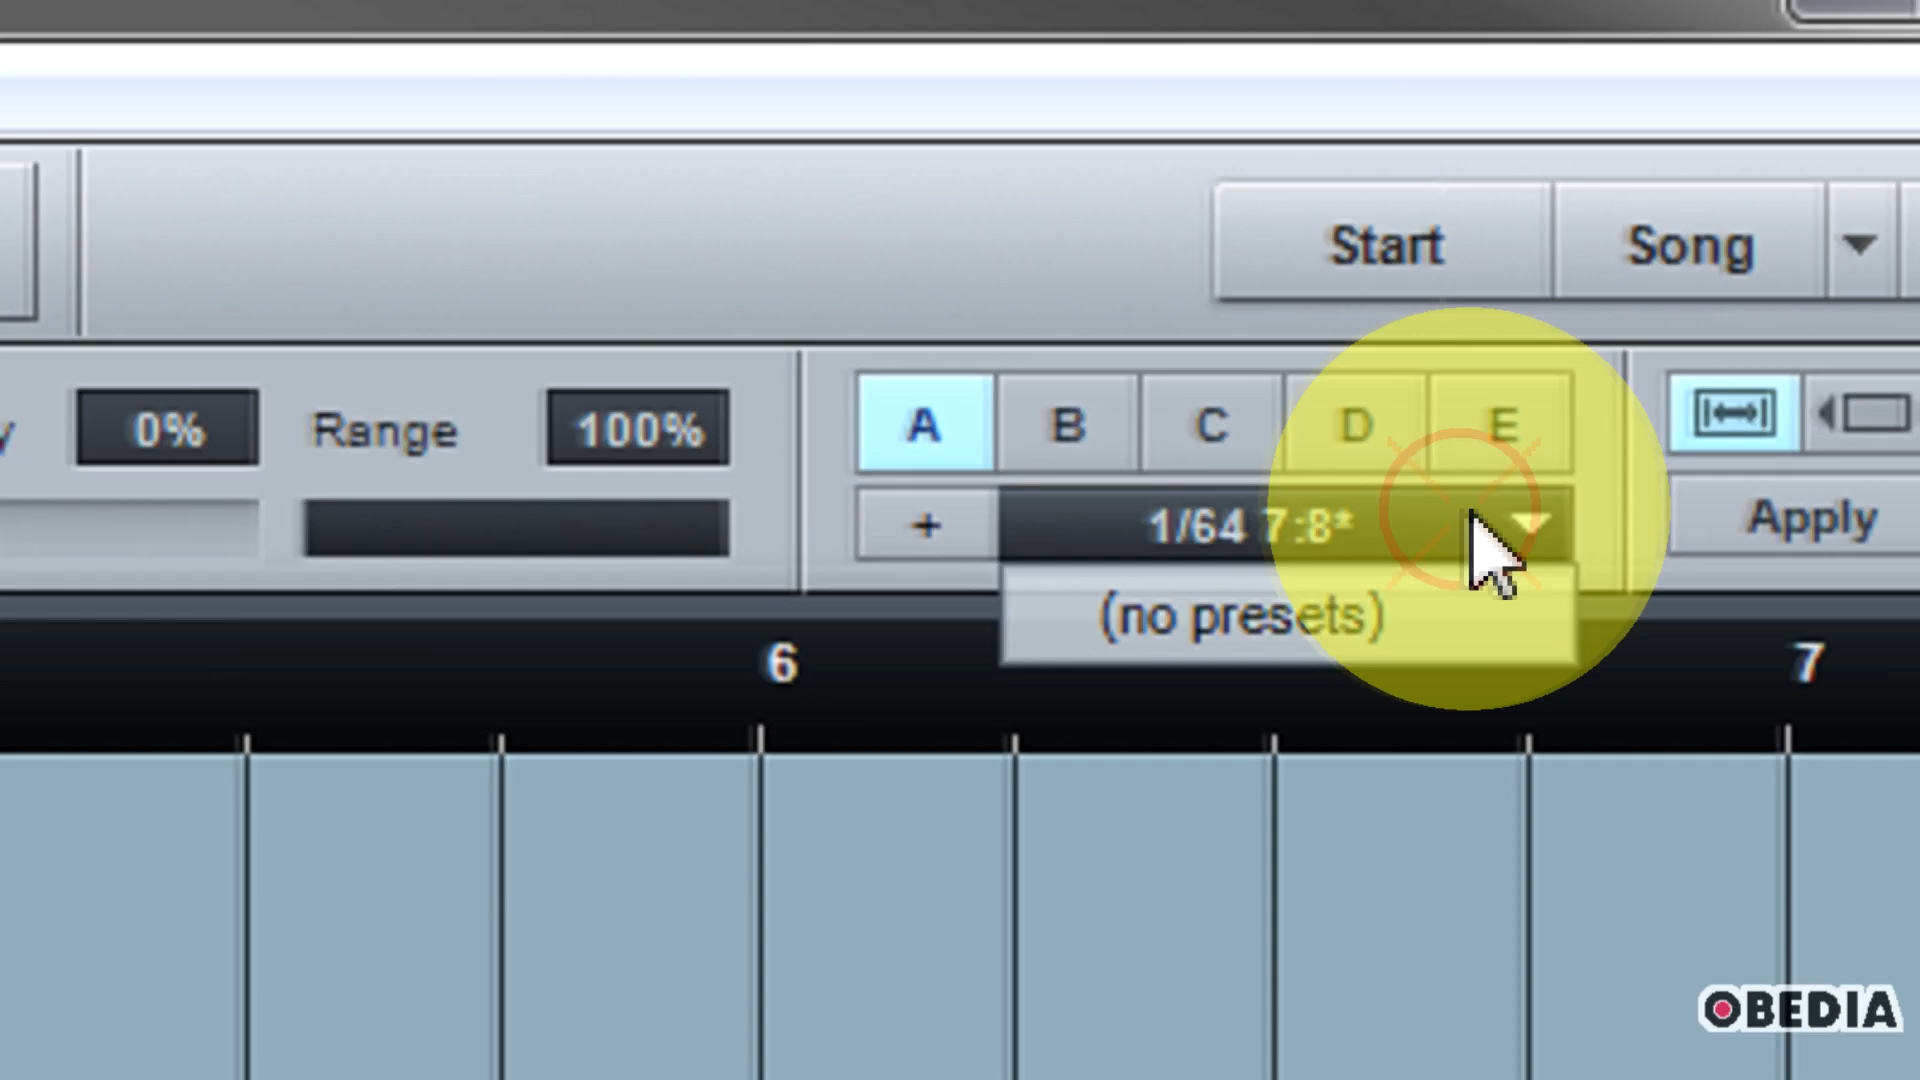 Start Song
y 0% Range 100% A B C D E
+ 1/64 7:8* Apply
(no presets)
6 7
OBEDIA